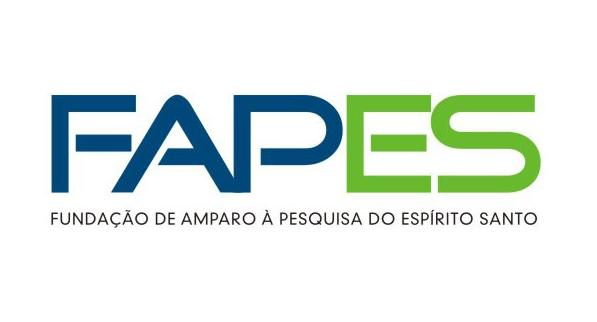 FAPES
FUNDAÇÃO DE AMPARO À PESQUISA DO ESPÍRITO SANTO